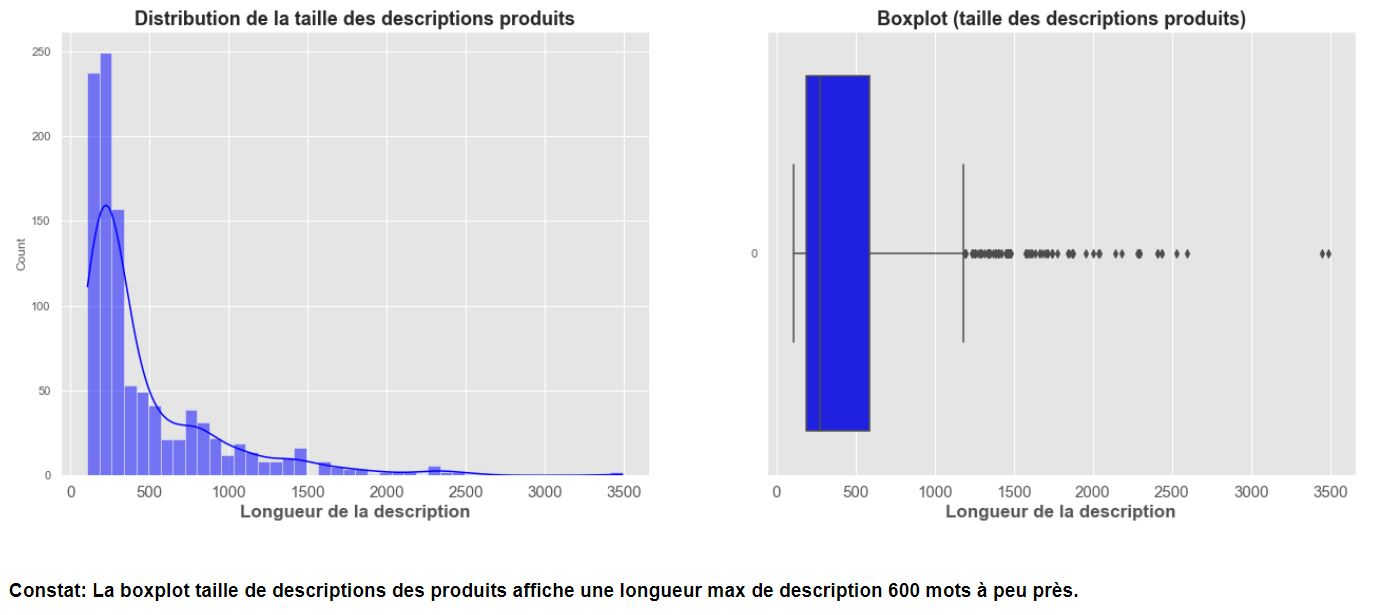 Distribution de la taille des descriptions produits
250
200
150
100
50
0
Count
0 500 1000 1500 2000 2500 3000 3500
Longueur de la description
Boxplot (taille des descriptions produits)
0
0 500 1000 1500 2000 2500 3000 3500
Longueur de la description
Constat: La boxplot taille de descriptions des produits affiche une longueur max de description 600 mots à peu près.